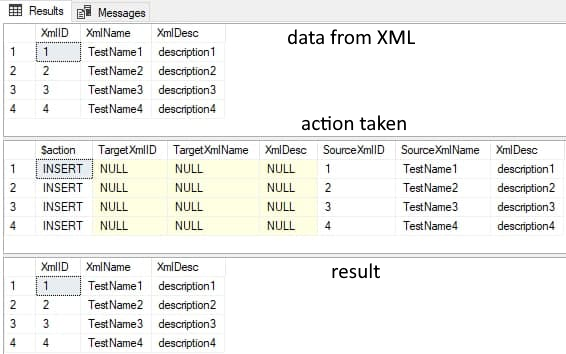 Results Messages
data from XML
XmlID XmlName XmlDesc
1 1 TestName1 description1
2 2 TestName2 description2
3 3 TestName3 description3
4 4 TestName4 description4
action taken
$action TargetXmlID TargetXmlName XmlDesc SourceXmlID SourceXmlName XmlDesc
1 INSERT NULL NULL NULL 1 TestName1 description1
2 INSERT NULL NULL NULL 2 TestName2 description2
3 INSERT NULL NULL NULL 3 TestName3 description3
4 INSERT NULL NULL NULL 4 TestName4 description4
XmlID XmlName XmlDesc
result
1 1 TestName1 description1
2 2 TestName2 description2
3 3 TestName3 description3
4 4 TestName4 description4